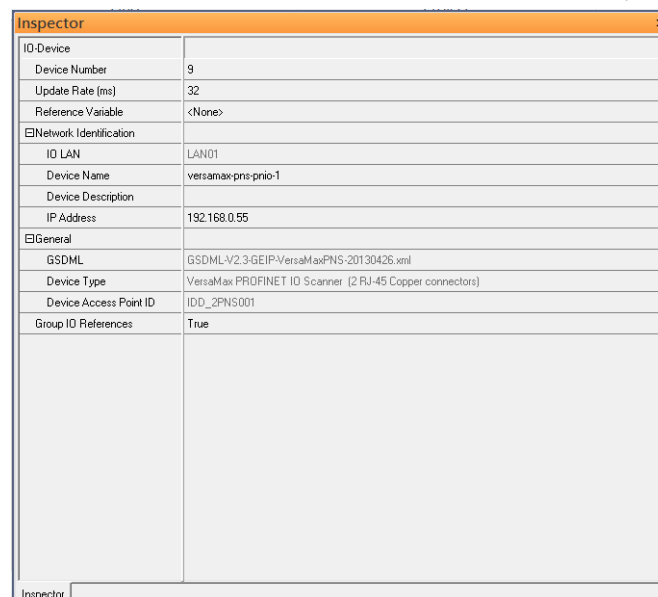 Inspector
IO-Device
Device Number 9
Update Rate (ms) 32
Reference Variable <None>
Network Identification
IO LAN LAN01
Device Name versamax-pns-pnio-1
Device Description
IP Address 192.168.0.55
General
GSDML GSDML-V2.3-GEIP-VersaMaxPNS-20130426.xml
Device Type VersaMax PROFINET IO Scanner (2 RJ-45 Copper connectors)
Device Access Point ID IDD_2PNS001
Group IO References True
Inspector